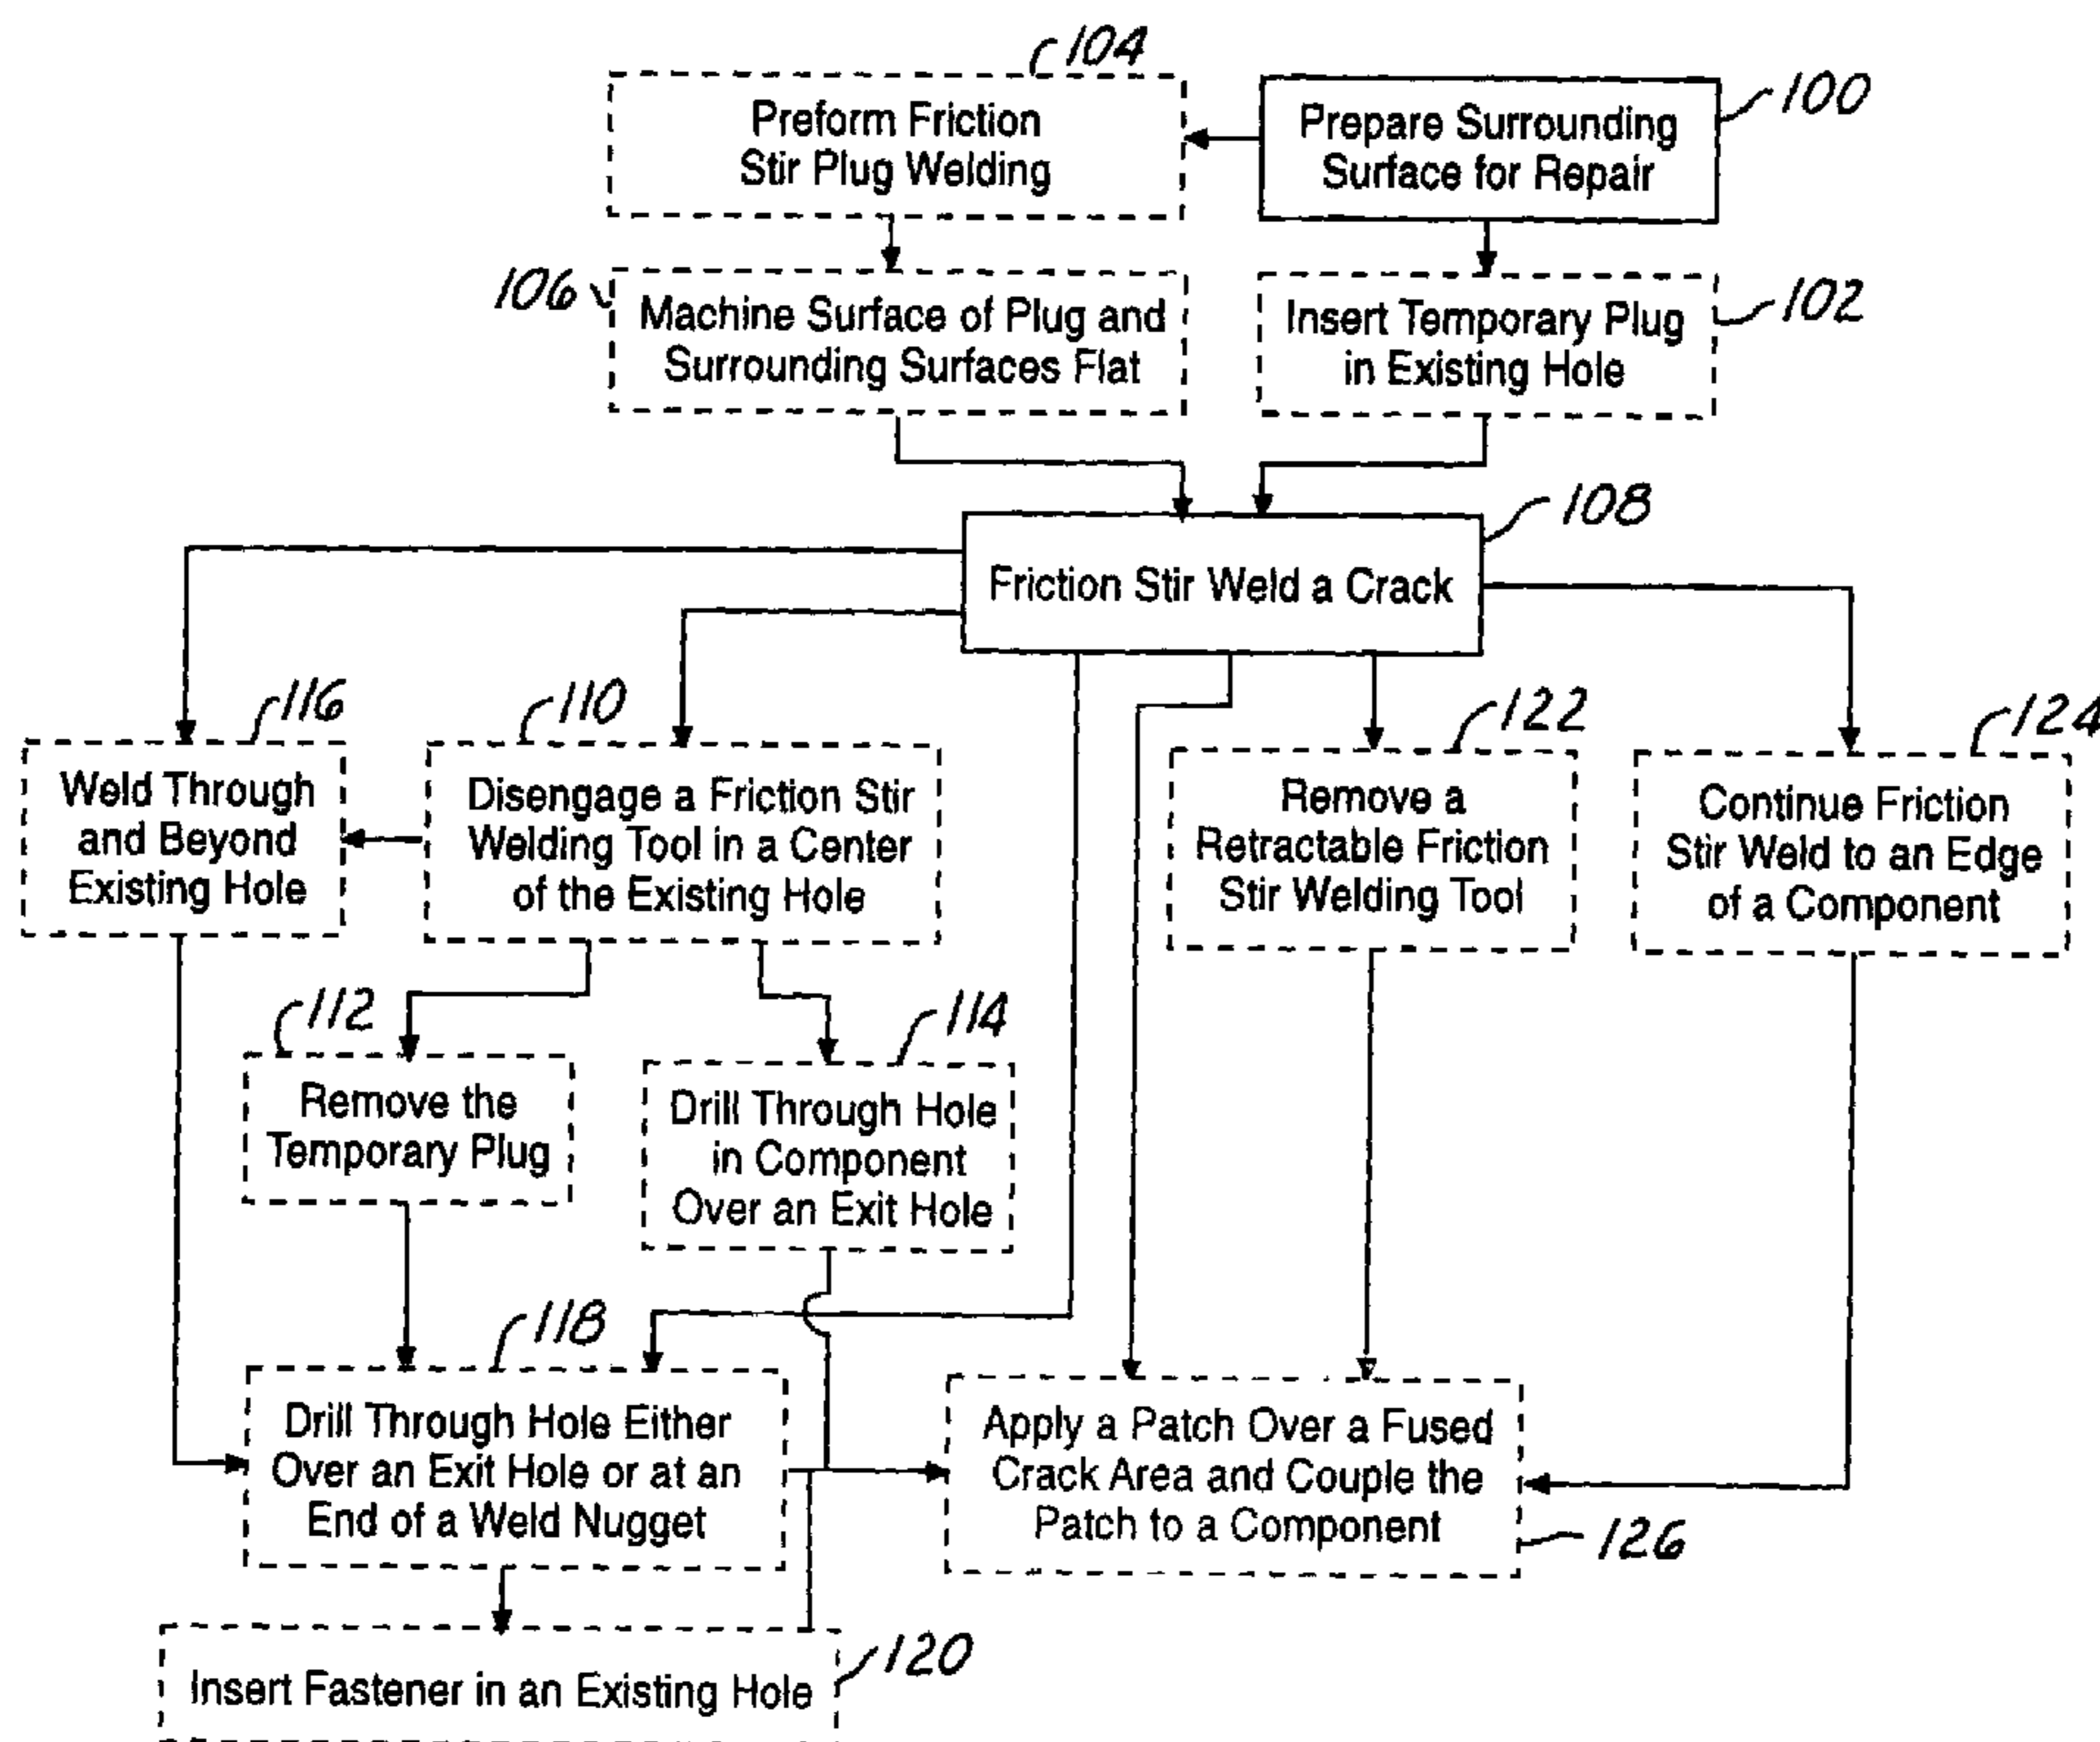 104
Preform Friction
Stir Plug Welding
100
Prepare Surrounding
Surface for Repair
106
Machine Surface of Plug and
Surrounding Surfaces Flat
102
Insert Temporary Plug
in Existing Hole
108
Friction Stir Weld a Crack
116
Weld Through
and Beyond
Existing Hole
110
Disengage a Friction Stir
Welding Tool in a Center
of the Existing Hole
122
Remove a
Retractable Friction
Stir Welding Tool
124
Continue Friction
Stir Weld to an Edge
of a Component
112
Remove the
Temporary Plug
114
Drill Through Hole
in Component
Over an Exit Hole
118
Drill Through Hole Either
Over an Exit Hole or at an
End of a Weld Nugget
Apply a Patch Over a Fused
Crack Area and Couple the
Patch to a Component
126
120
Insert Fastener in an Existing Hole